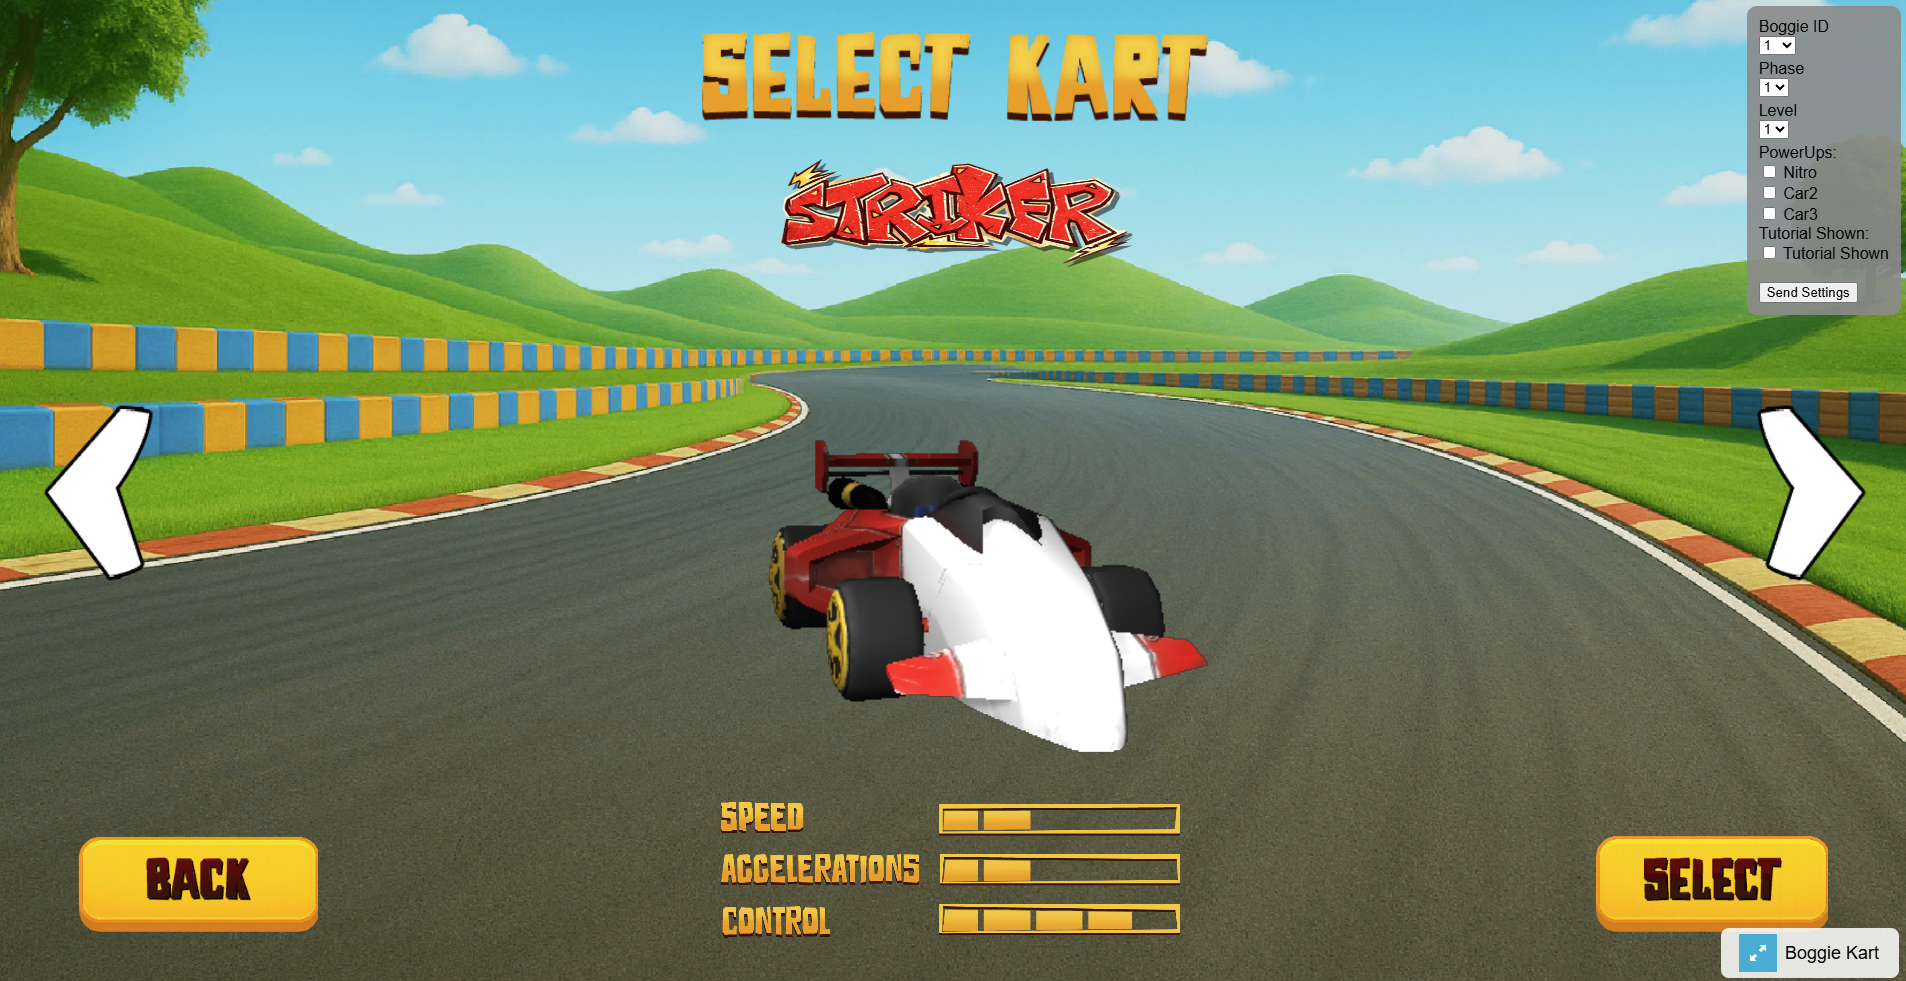 SELECT KART
STRIKER
Boggie ID
1
Phase
1
Level
1
PowerUps:
Nitro
Car2
Car3
Tutorial Shown:
Tutorial Shown
Send Settings
SPEED
ACCELERATIONS
CONTROL
BACK
SELECT
Boggie Kart